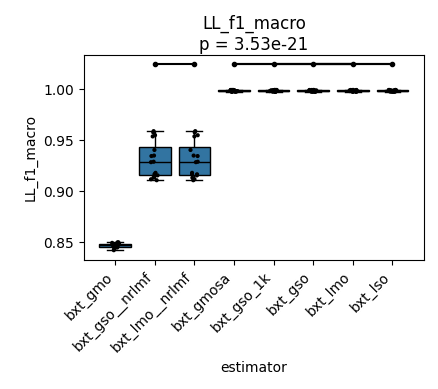 LL_f1_macro
p = 3.53e-21
LL_f1_macro
1.00
0.95
0.90
0.85
bxt_gmo
bxt_gso__nrlmf
bxt_lmo__nrlmf
bxt_gmosa
bxt_gso_1k
bxt_gso
bxt_lmo
bxt_lso
estimator